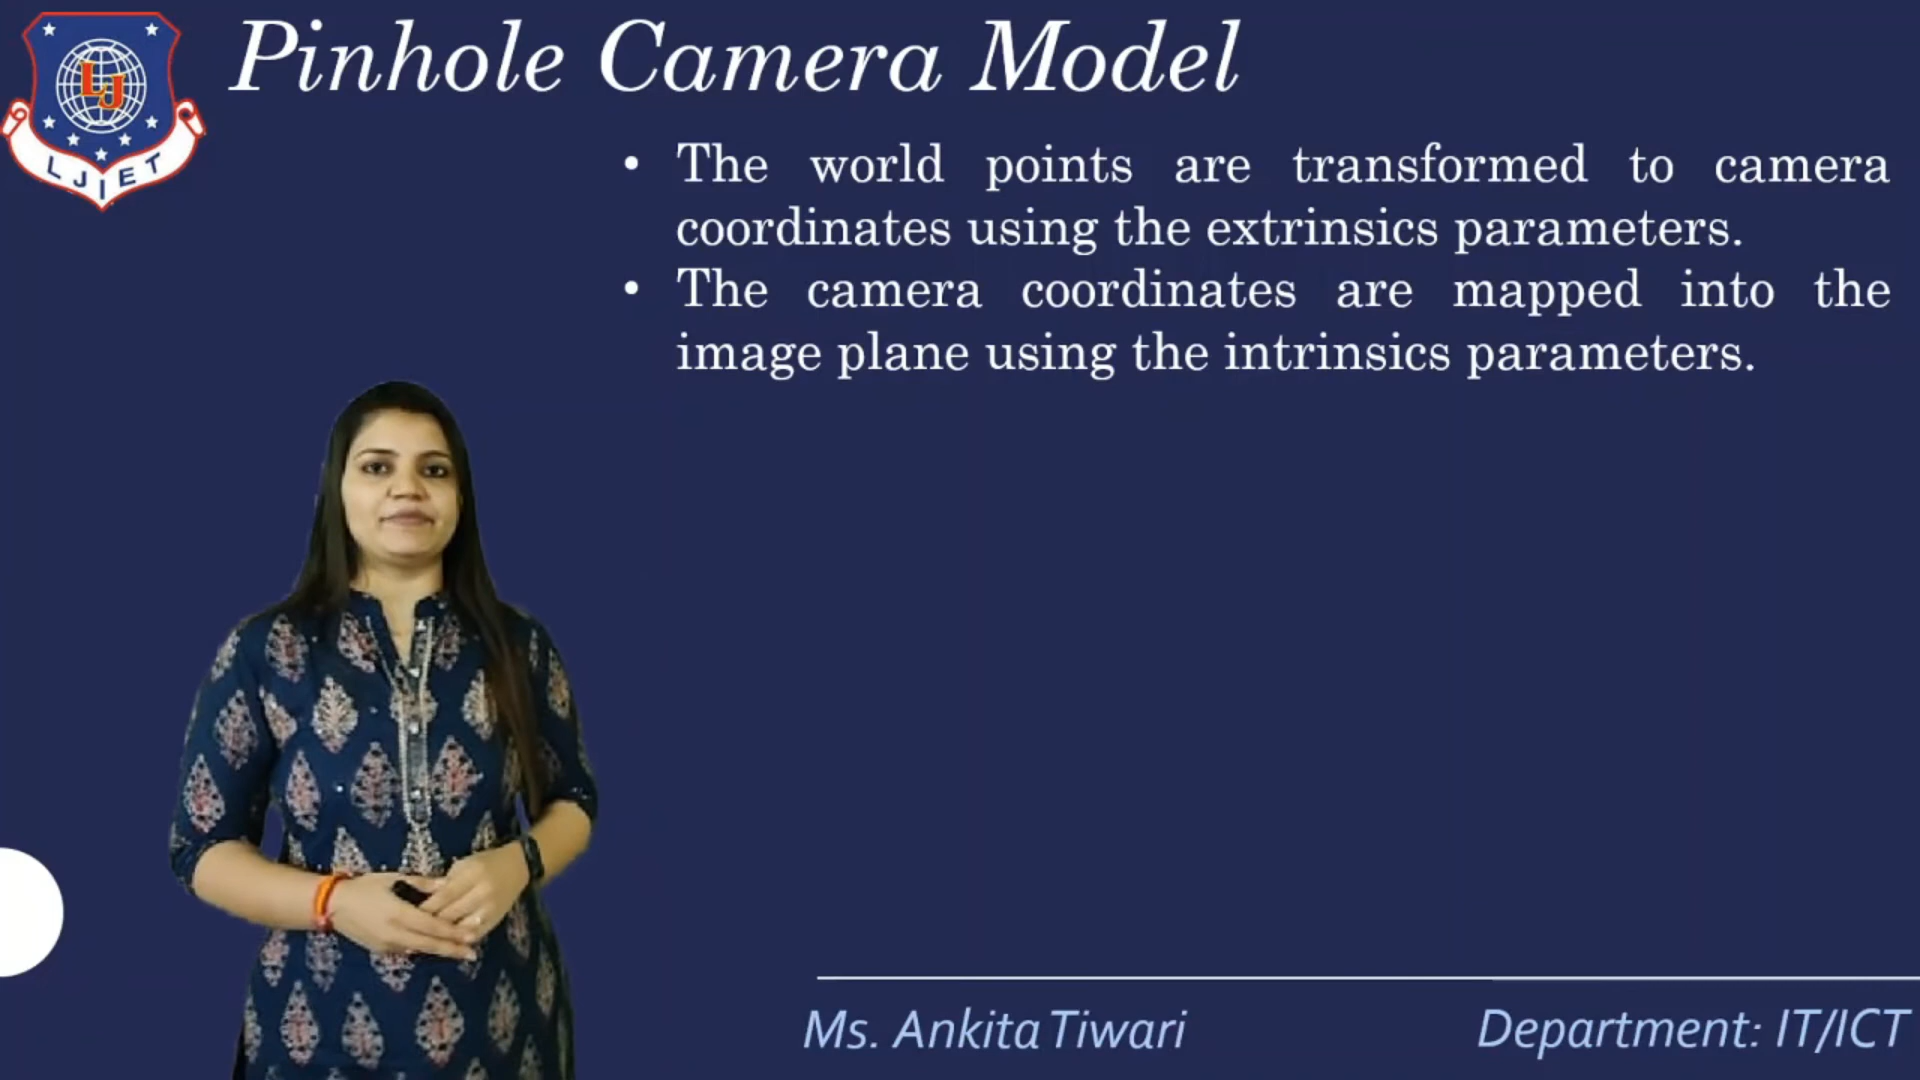 Pinhole Camera Model
LJ
LJIET
• The world points are transformed to camera
coordinates using the extrinsics parameters.
• The camera coordinates are mapped into the
image plane using the intrinsics parameters.
Ms. Ankita Tiwari
Department: IT/ICT